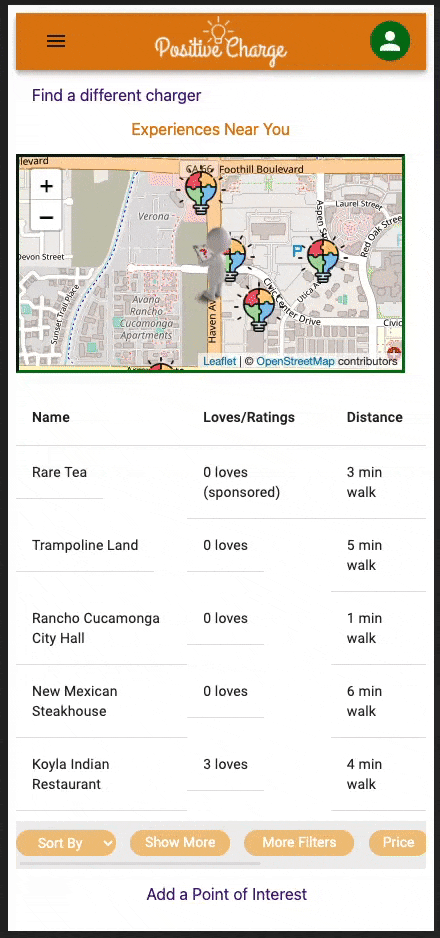 Positive Charge
Find a different charger
Experiences Near You
CA 66 Foothill Boulevard
+
−
Verona
Laurel Street
Aspen S
Red Oak Street
P
Devon Street
Utica A
Sunset Trail Place
Avana
Rancho
Cucamonga
Apartments
Haven Av
Civic Center Drive
Civic
Leaflet | © OpenStreetMap contributors
Name Loves/Ratings Distance
Rare Tea 0 loves 3 min
(sponsored) walk
Trampoline Land 0 loves 5 min
walk
Rancho Cucamonga 0 loves 1 min
City Hall walk
New Mexican 0 loves 6 min
Steakhouse walk
Koyla Indian 3 loves 4 min
Restaurant walk
Sort By Show More More Filters Price
Add a Point of Interest